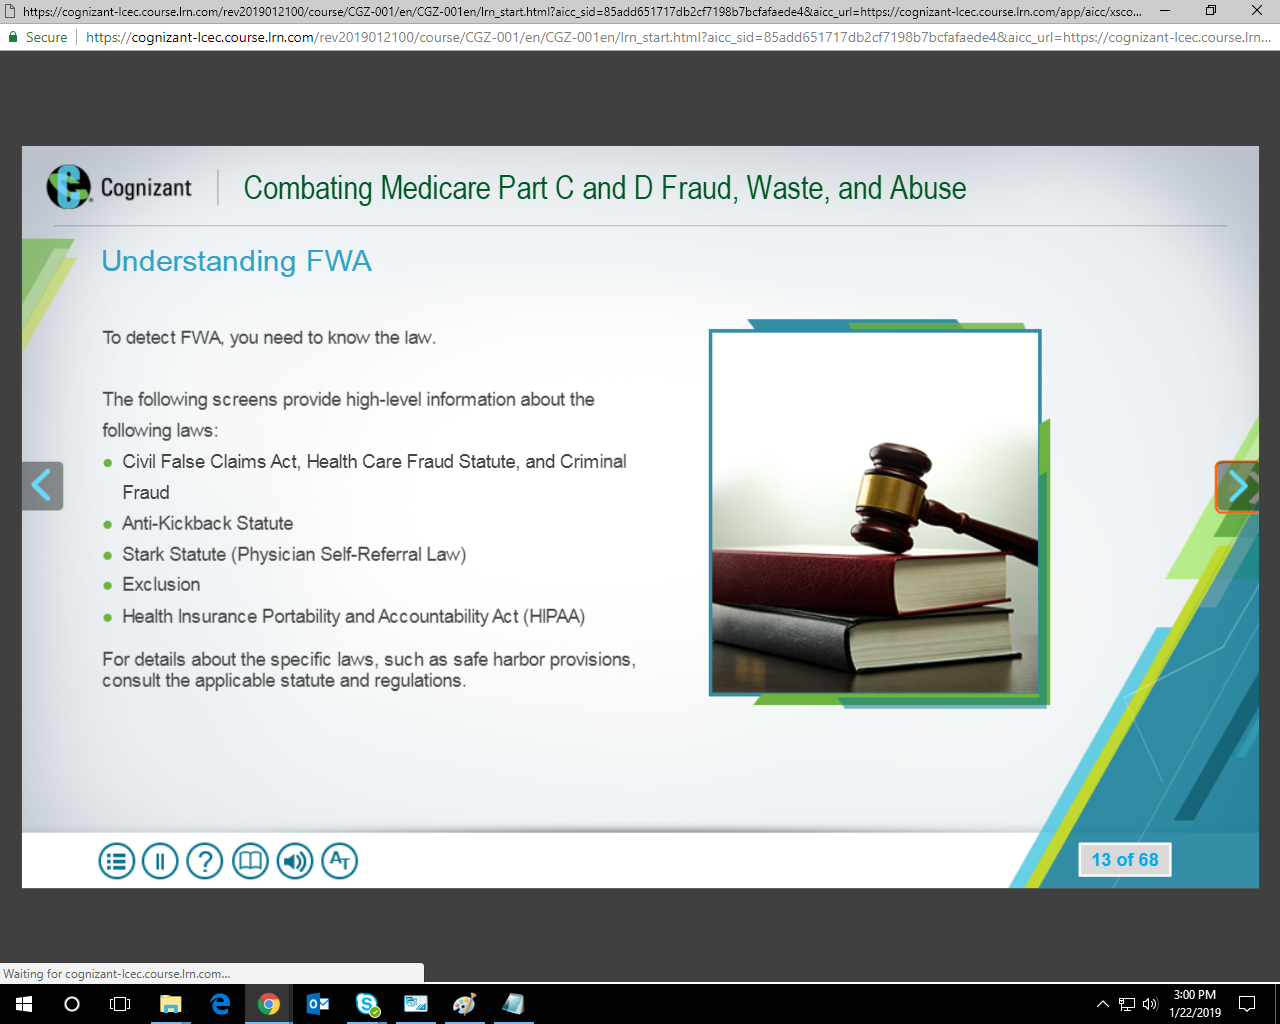 https://cognizant-lcec.course.lrn.com/rev2019012100/course/CGZ-001/en/CGZ-001en/lrn_start.html?aicc_sid=85add651717db2cf7198b7bcfafaede4&aicc_url=https://cognizant-lcec.course.lrn.com/app/aicc/xsco...
Secure
https://cognizant-lcec.course.lrn.com/rev2019012100/course/CGZ-001/en/CGZ-001en/lrn_start.html?aicc_sid=85add651717db2cf7198b7bcfafaede4&aicc_url=https://cognizant-lcec.course.lrn...
Cognizant
Combating Medicare Part C and D Fraud, Waste, and Abuse
Understanding FWA
To detect FWA, you need to know the law.
The following screens provide high-level information about the
following laws:
• Civil False Claims Act, Health Care Fraud Statute, and Criminal
Fraud
• Anti-Kickback Statute
• Stark Statute (Physician Self-Referral Law)
• Exclusion
• Health Insurance Portability and Accountability Act (HIPAA)
For details about the specific laws, such as safe harbor provisions,
consult the applicable statute and regulations.
?
AT
13 of 68
Waiting for cognizant-lcec.course.lrn.com...
3:00 PM
1/22/2019